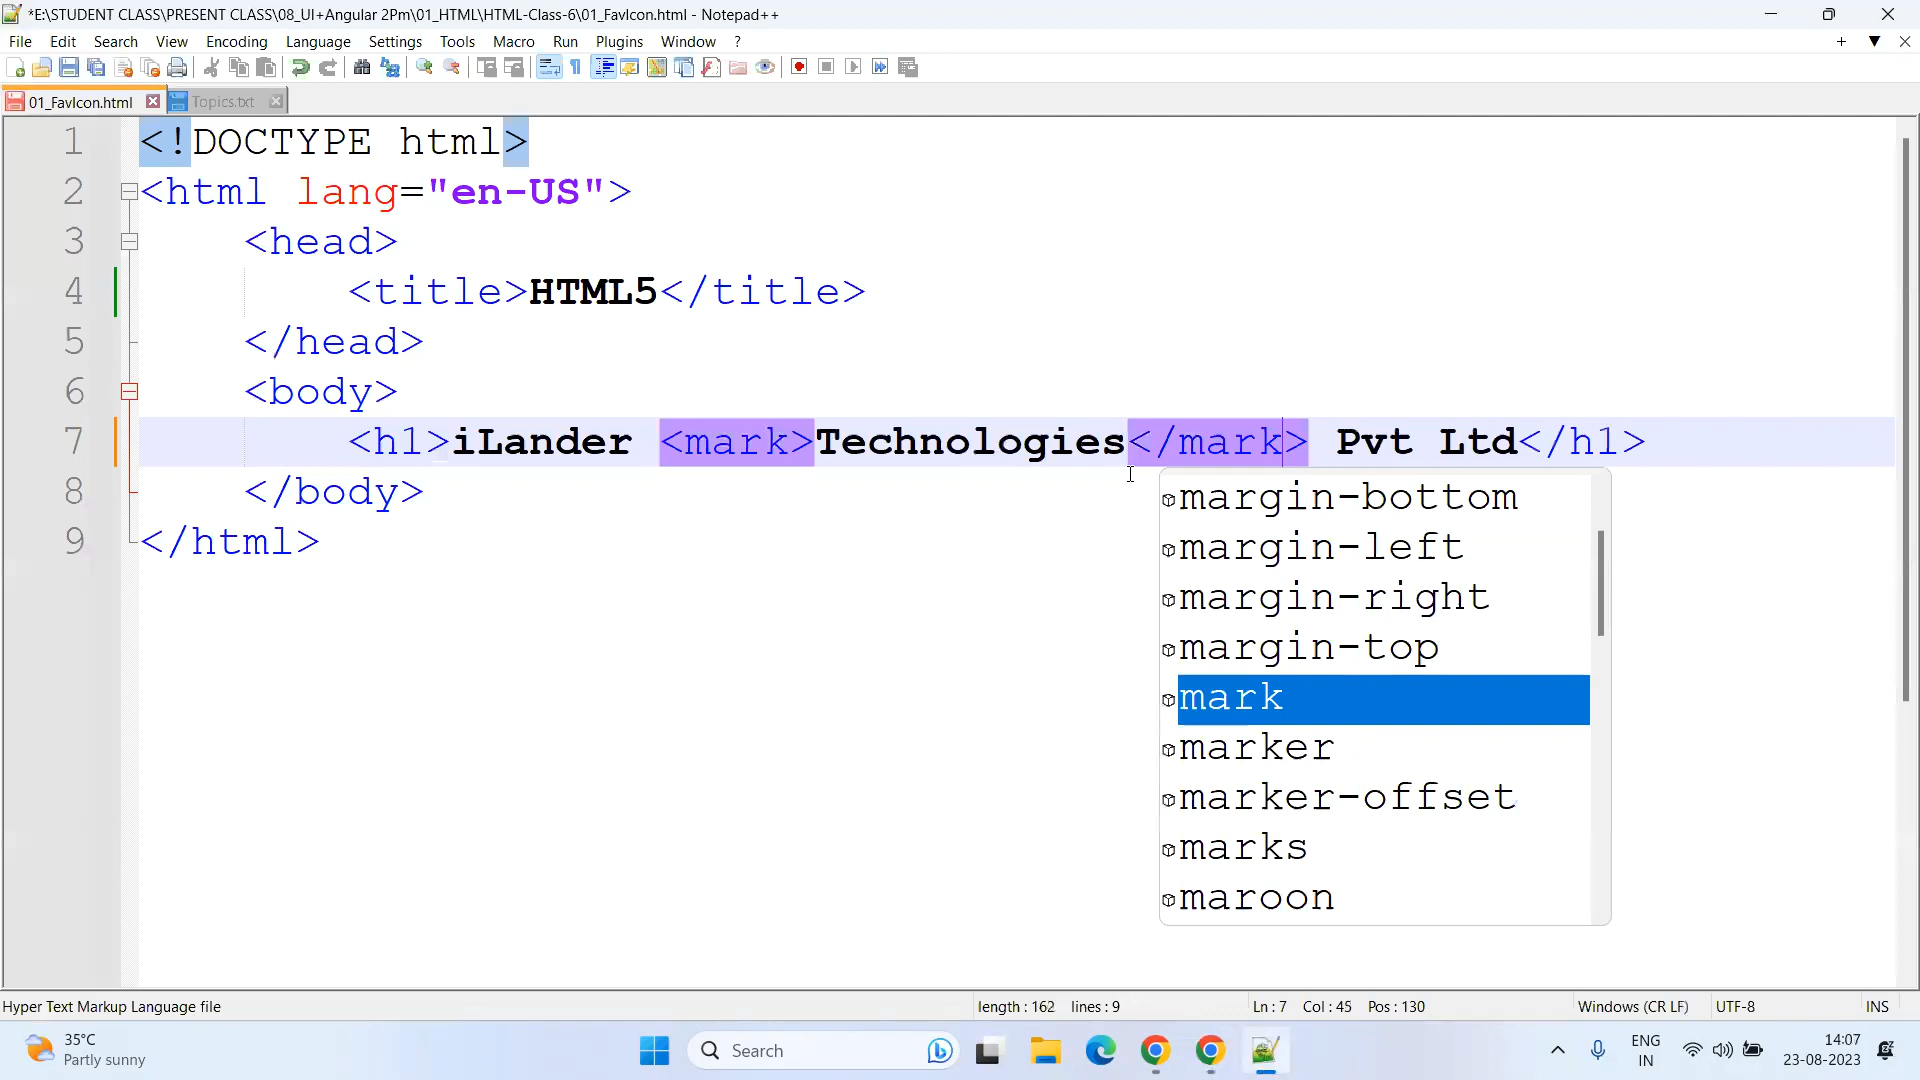 *E:\STUDENT CLASS\PRESENT CLASS\08_UI+Angular 2Pm\01_HTML\HTML-Class-6\01_FavIcon.html - Notepad++
File Edit Search View Encoding Language Settings Tools Macro Run Plugins Window ?
01_FavIcon.html Topics.txt
1 <!DOCTYPE html>
2 <html lang="en-US">
3 <head>
4 <title>HTML5</title>
5 </head>
6 <body>
7 <h1>iLander <mark>Technologies</mark> Pvt Ltd</h1>
8 </body>
9 </html>
margin-bottom
margin-left
margin-right
margin-top
mark
marker
marker-offset
marks
maroon
Hyper Text Markup Language file length : 162 lines : 9 Ln : 7 Col : 45 Pos : 130 Windows (CR LF) UTF-8 INS
35°C
Partly sunny
Search
ENG
IN
14:07
23-08-2023